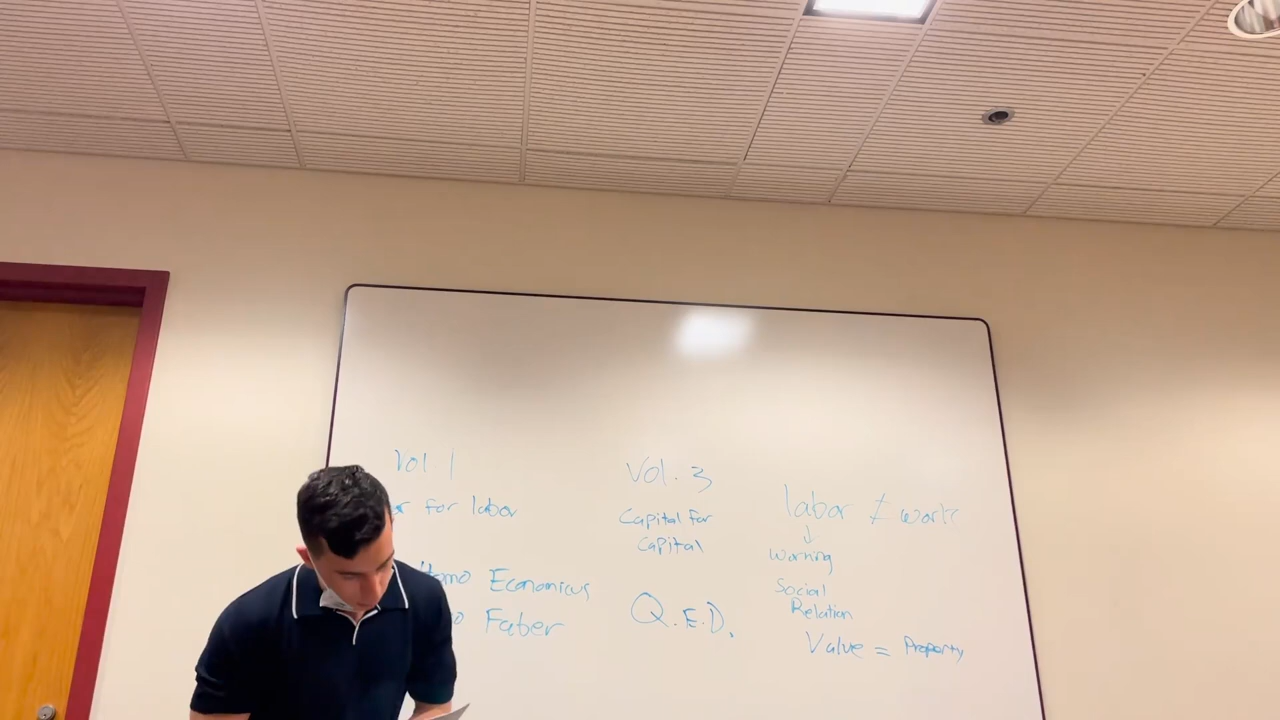 Vol 1
for labor
Homo Economicus
Faber
Vol. 3
Capital for
Capital
Q.E.D.
labor ≠ work
↓
Working
Social
Relation
Value = Property